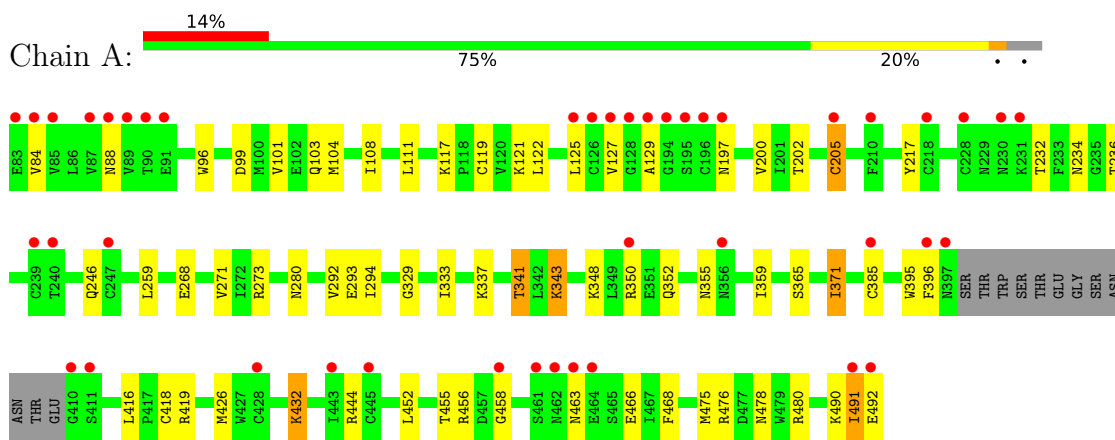 14%
Chain A:
75% 20% • •
E83 V84 V85 L86 V87 N88 V89 T90 E91 W96 D99 M100 V101 E102 Q103 M104 I108 L111 K117 P118 C119 V120 K121 L122 L125 C126 V127 G128 A129 G194 S195 C196 N197 V200 I201 T202 C205 F210 Y217 C218 C228 N229 N230 K231 T232 F233 N234 G235 T236
C239 T240 Q246 C247 L259 E268 V271 I272 R273 N280 V292 E293 I294 G329 I333 K337 T341 L342 K343 K348 L349 R350 E351 Q352 N355 N356 I359 S365 I371 C385 W395 F396 N397 SER THR TRP SER THR GLU GLY SER ASN
ASN THR GLU G410 S411 L416 P417 C418 R419 M426 W427 C428 K432 I443 R444 C445 L452 T455 R456 D457 G458 S461 N462 N463 E464 S465 E466 I467 F468 M475 R476 D477 N478 W479 R480 K490 I491 E492